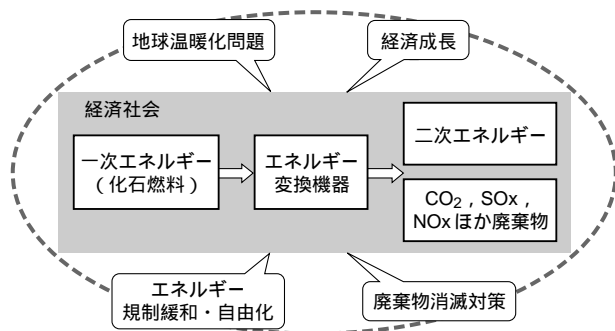 地球温暖化問題
経済成長
経済社会
一次エネルギー
(化石燃料)
エネルギー
変換機器
二次エネルギー
CO₂,SOx,
NOxほか廃棄物
エネルギー
規制緩和・自由化
廃棄物消滅対策